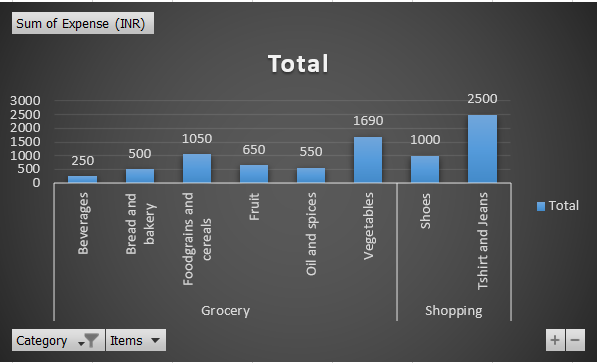 Sum of Expense (INR)
Total
3000
2500
2000
1500
1000
500
0
250
500
1050
650
550
1690
1000
2500
Beverages
Bread and
bakery
Foodgrains and
cereals
Fruit
Oil and spices
Vegetables
Shoes
Tshirt and Jeans
Grocery
Shopping
Total
Category
Items
+ −